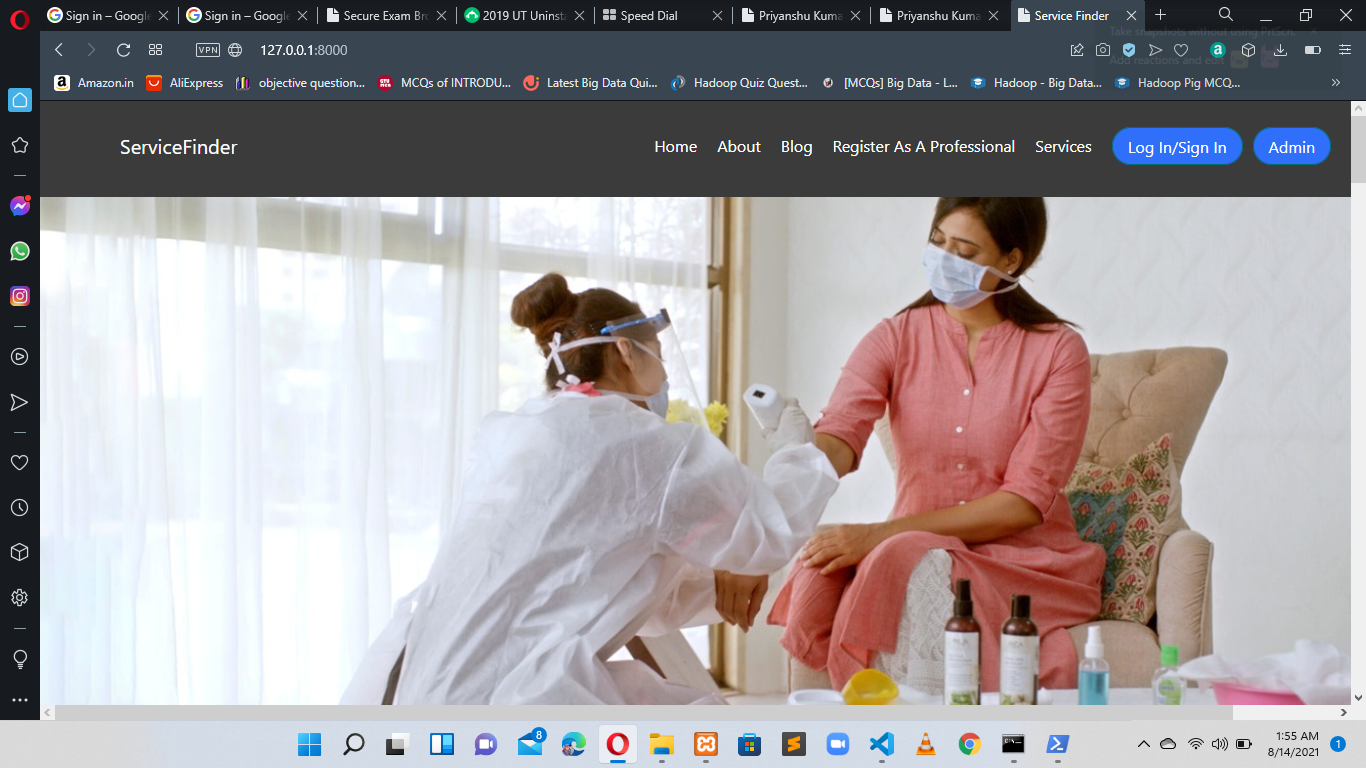 Sign in – Google
Sign in – Google
Secure Exam Bro
2019 UT Uninsta
Speed Dial
Priyanshu Kuma
Priyanshu Kuma
Service Finder
VPN
127.0.0.1:8000
Take snapshots without using PrtScn.
Add reactions and edit
Amazon.in
AliExpress
objective question...
MCQs of INTRODU...
Latest Big Data Qui...
Hadoop Quiz Quest...
[MCQs] Big Data - L...
Hadoop - Big Data...
Hadoop Pig MCQ...
ServiceFinder
Home
About
Blog
Register As A Professional
Services
Log In/Sign In
Admin
8
1:55 AM
8/14/2021
1